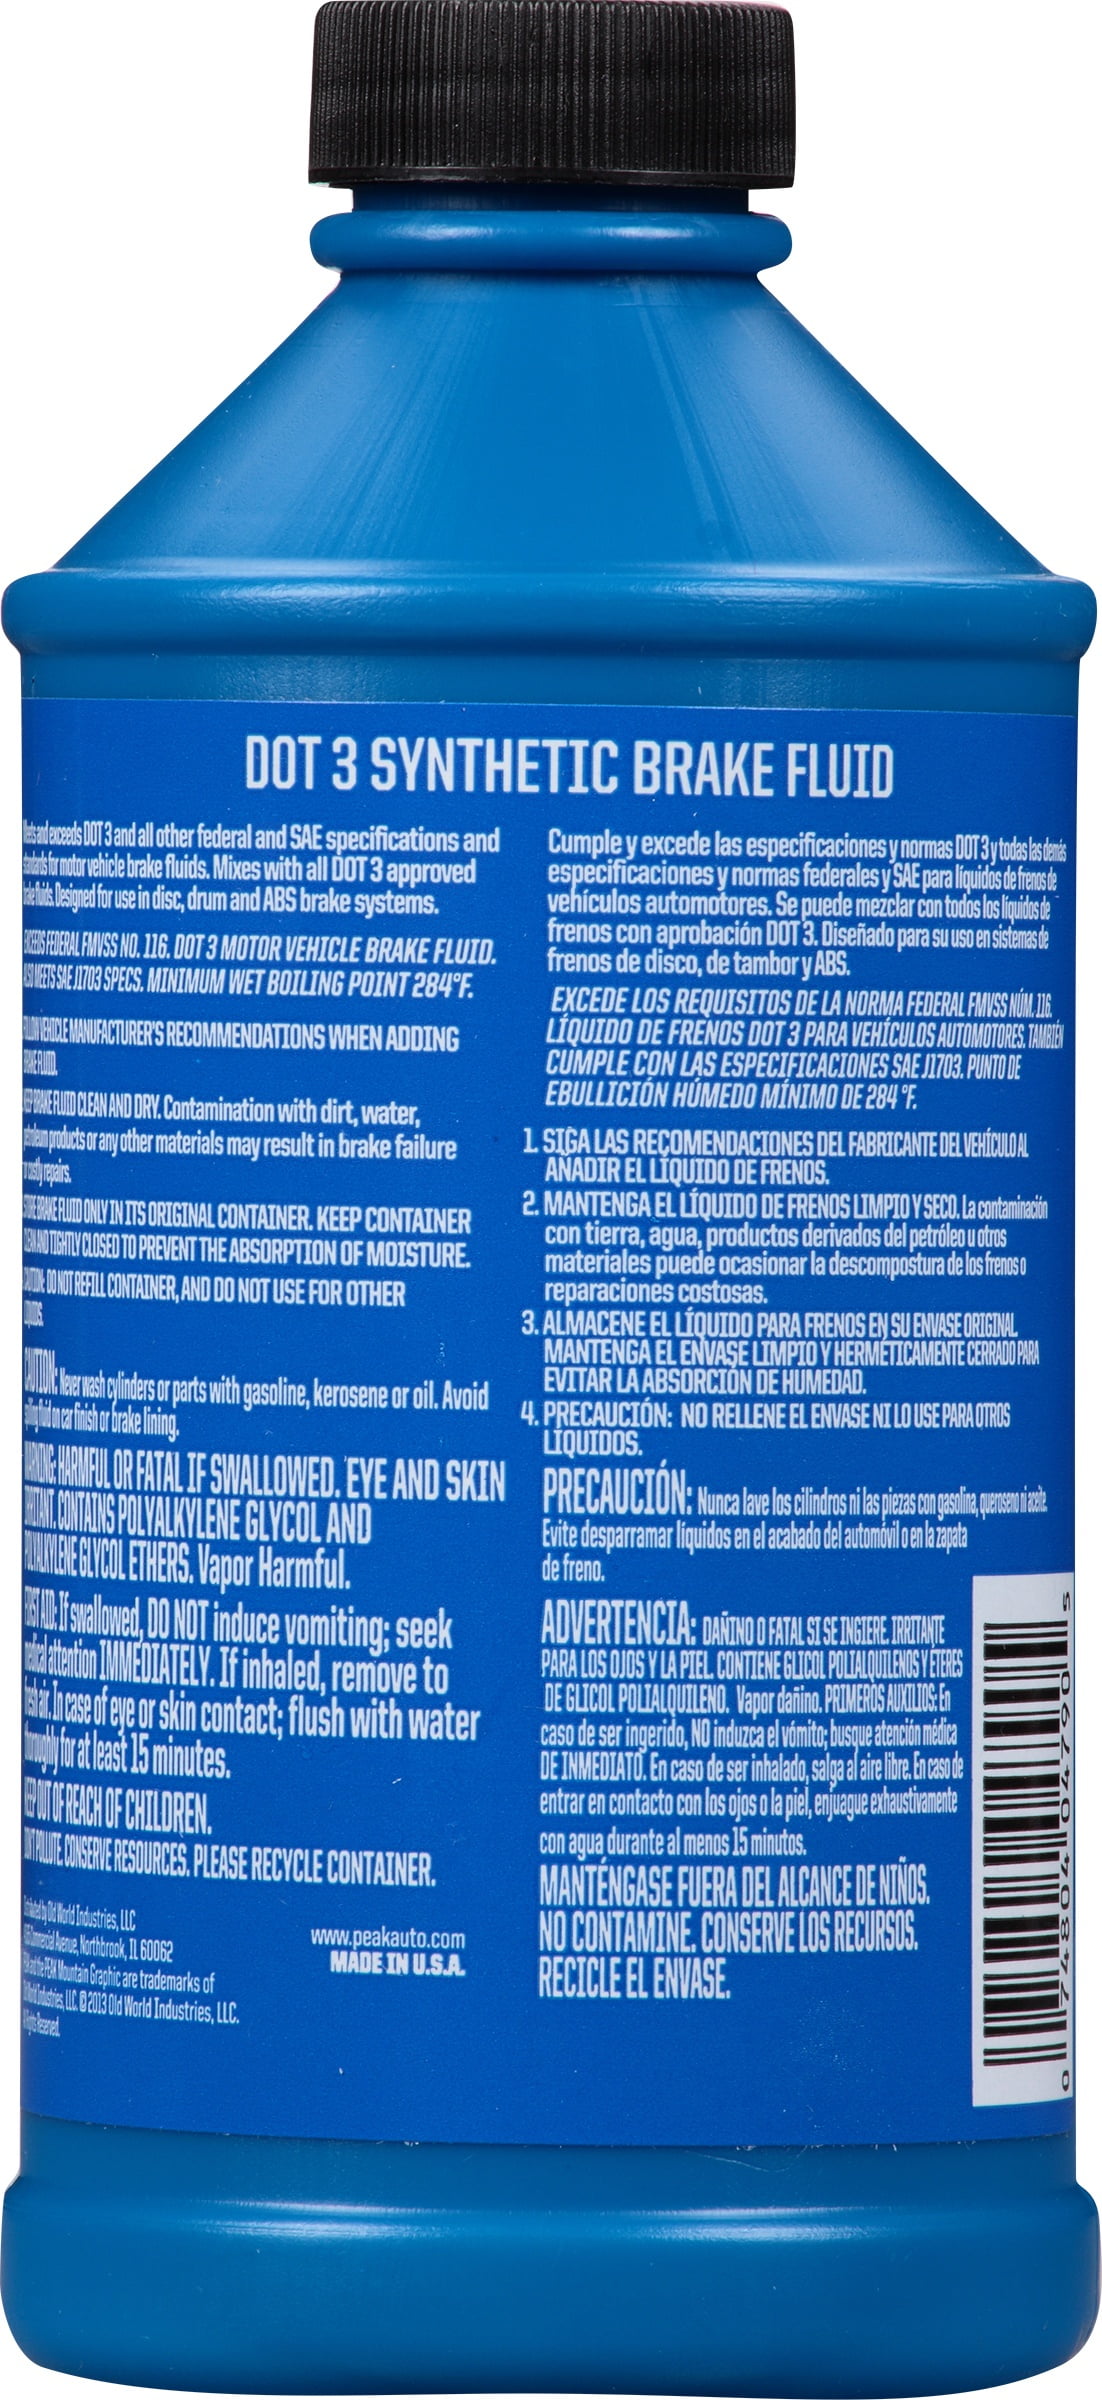 DOT 3 SYNTHETIC BRAKE FLUID
Meets and exceeds DOT 3 and all other federal and SAE specifications and
standards for motor vehicle brake fluids. Mixes with all DOT 3 approved
brake fluids. Designed for use in disc, drum and ABS brake systems.
EXCEEDS FEDERAL FMVSS NO. 116. DOT 3 MOTOR VEHICLE BRAKE FLUID.
ALSO MEETS SAE J1703 SPECS. MINIMUM WET BOILING POINT 284°F.
FOLLOW VEHICLE MANUFACTURER'S RECOMMENDATIONS WHEN ADDING
BRAKE FLUID.
KEEP BRAKE FLUID CLEAN AND DRY. Contamination with dirt, water,
petroleum products or any other materials may result in brake failure
or costly repairs.
STORE BRAKE FLUID ONLY IN ITS ORIGINAL CONTAINER. KEEP CONTAINER
CLEAN AND TIGHTLY CLOSED TO PREVENT THE ABSORPTION OF MOISTURE.
CAUTION: DO NOT REFILL CONTAINER, AND DO NOT USE FOR OTHER
LIQUIDS.
CAUTION: Never wash cylinders or parts with gasoline, kerosene or oil. Avoid
spilling fluid on car finish or brake lining.
WARNING: HARMFUL OR FATAL IF SWALLOWED. EYE AND SKIN
IRRITANT. CONTAINS POLYALKYLENE GLYCOL AND
POLYALKYLENE GLYCOL ETHERS. Vapor Harmful.
FIRST AID: If swallowed, DO NOT induce vomiting; seek
medical attention IMMEDIATELY. If inhaled, remove to
fresh air. In case of eye or skin contact; flush with water
thoroughly for at least 15 minutes.
KEEP OUT OF REACH OF CHILDREN.
DON'T POLLUTE. CONSERVE RESOURCES. PLEASE RECYCLE CONTAINER.
Distributed by Old World Industries, LLC
Commercial Avenue, Northbrook, IL 60062
PEAK and the PEAK Mountain Graphic are trademarks of
Old World Industries, LLC. © 2013 Old World Industries, LLC.
All Rights Reserved.
www.peakauto.com
MADE IN U.S.A.
Cumple y excede las especificaciones y normas DOT 3 y todas las demás
especificaciones y normas federales y SAE para líquidos de frenos de
vehículos automotores. Se puede mezclar con todos los líquidos de
frenos con aprobación DOT 3. Diseñado para su uso en sistemas de
frenos de disco, de tambor y ABS.
EXCEDE LOS REQUISITOS DE LA NORMA FEDERAL FMVSS NÚM. 116.
LÍQUIDO DE FRENOS DOT 3 PARA VEHÍCULOS AUTOMOTORES. TAMBIÉN
CUMPLE CON LAS ESPECIFICACIONES SAE J1703. PUNTO DE
EBULLICIÓN HÚMEDO MÍNIMO DE 284 °F.
1. SIGA LAS RECOMENDACIONES DEL FABRICANTE DEL VEHÍCULO AL
AÑADIR EL LÍQUIDO DE FRENOS.
2. MANTENGA EL LÍQUIDO DE FRENOS LIMPIO Y SECO. La contaminación
con tierra, agua, productos derivados del petróleo u otros
materiales puede ocasionar la descompostura de los frenos o
reparaciones costosas.
3. ALMACENE EL LÍQUIDO PARA FRENOS EN SU ENVASE ORIGINAL.
MANTENGA EL ENVASE LIMPIO Y HERMÉTICAMENTE CERRADO PARA
EVITAR LA ABSORCIÓN DE HUMEDAD.
4. PRECAUCIÓN: NO RELLENE EL ENVASE NI LO USE PARA OTROS
LÍQUIDOS.
PRECAUCIÓN: Nunca lave los cilindros ni las piezas con gasolina, queroseno ni aceite.
Evite desparramar líquidos en el acabado del automóvil o en la zapata
de freno.
ADVERTENCIA: DAÑINO O FATAL SI SE INGIERE. IRRITANTE
PARA LOS OJOS Y LA PIEL. CONTIENE GLICOL POLIALQUILENOS Y ÉTERES
DE GLICOL POLIALQUILENO. Vapor dañino. PRIMEROS AUXILIOS: En
caso de ser ingerido, NO induzca el vómito; busque atención médica
DE INMEDIATO. En caso de ser inhalado, salga al aire libre. En caso de
entrar en contacto con los ojos o la piel, enjuague exhaustivamente
con agua durante al menos 15 minutos.
MANTÉNGASE FUERA DEL ALCANCE DE NIÑOS.
NO CONTAMINE. CONSERVE LOS RECURSOS.
RECICLE EL ENVASE.
0 74804 04790 5